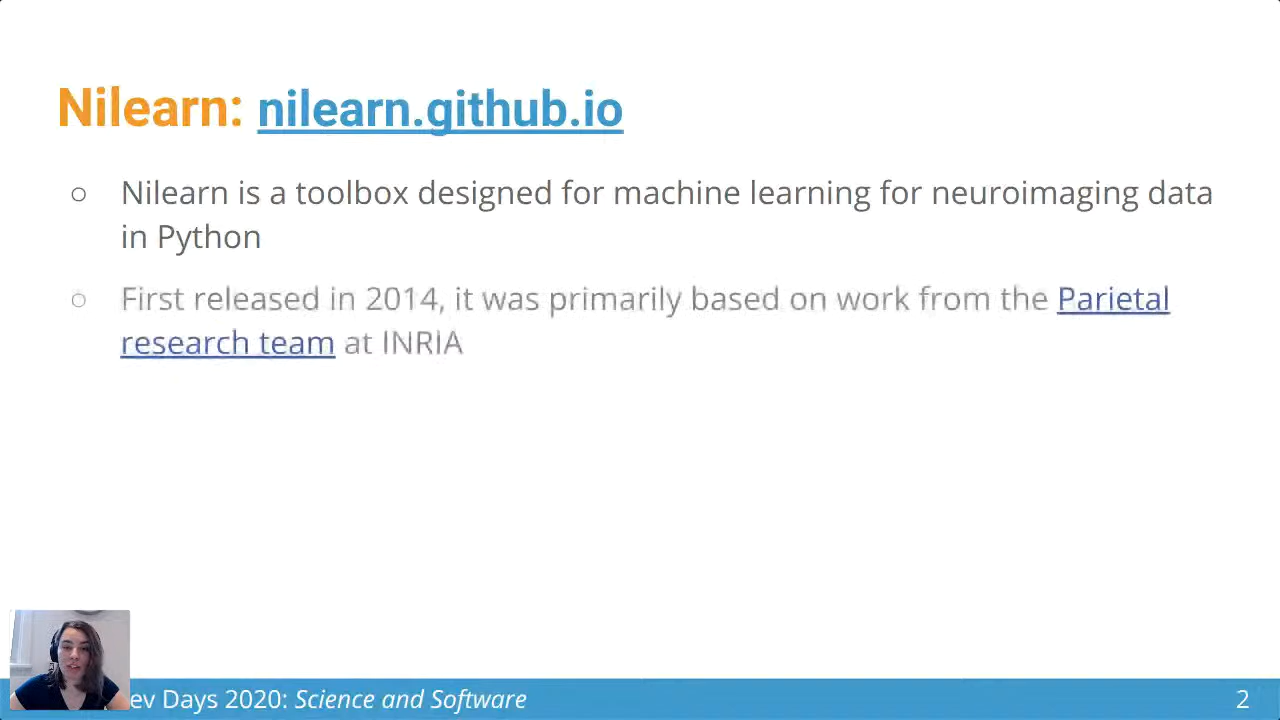 Nilearn: nilearn.github.io
○ Nilearn is a toolbox designed for machine learning for neuroimaging data
in Python
○ First released in 2014, it was primarily based on work from the Parietal
research team at INRIA
ev Days 2020: Science and Software
2